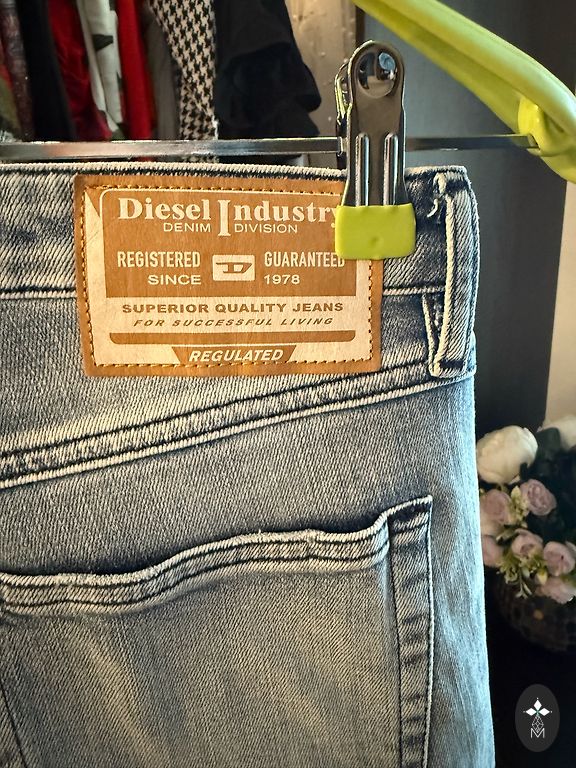 Diesel Industry
DENIM DIVISION
REGISTERED GUARANTEED
SINCE D 1978
SUPERIOR QUALITY JEANS
FOR SUCCESSFUL LIVING
REGULATED
M